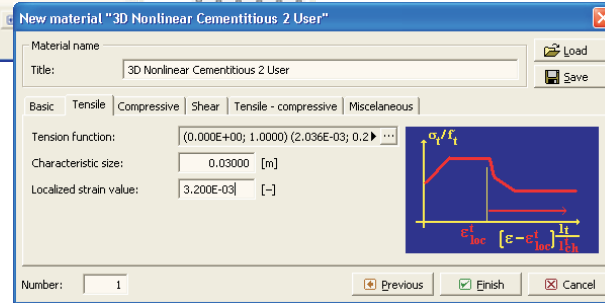 New material "3D Nonlinear Cementitious 2 User"
Material name
Title: 3D Nonlinear Cementitious 2 User
Load
Save
Basic Tensile Compressive Shear Tensile - compressive Miscelaneous
Tension function: (0.000E+00; 1.0000) (2.036E-03; 0.2 ...
Characteristic size: 0.03000 [m]
Localized strain value: 3.200E-03 [-]
σt/ft
εtloc [ε-εtloc] lt/ltch
Number: 1
Previous Finish Cancel